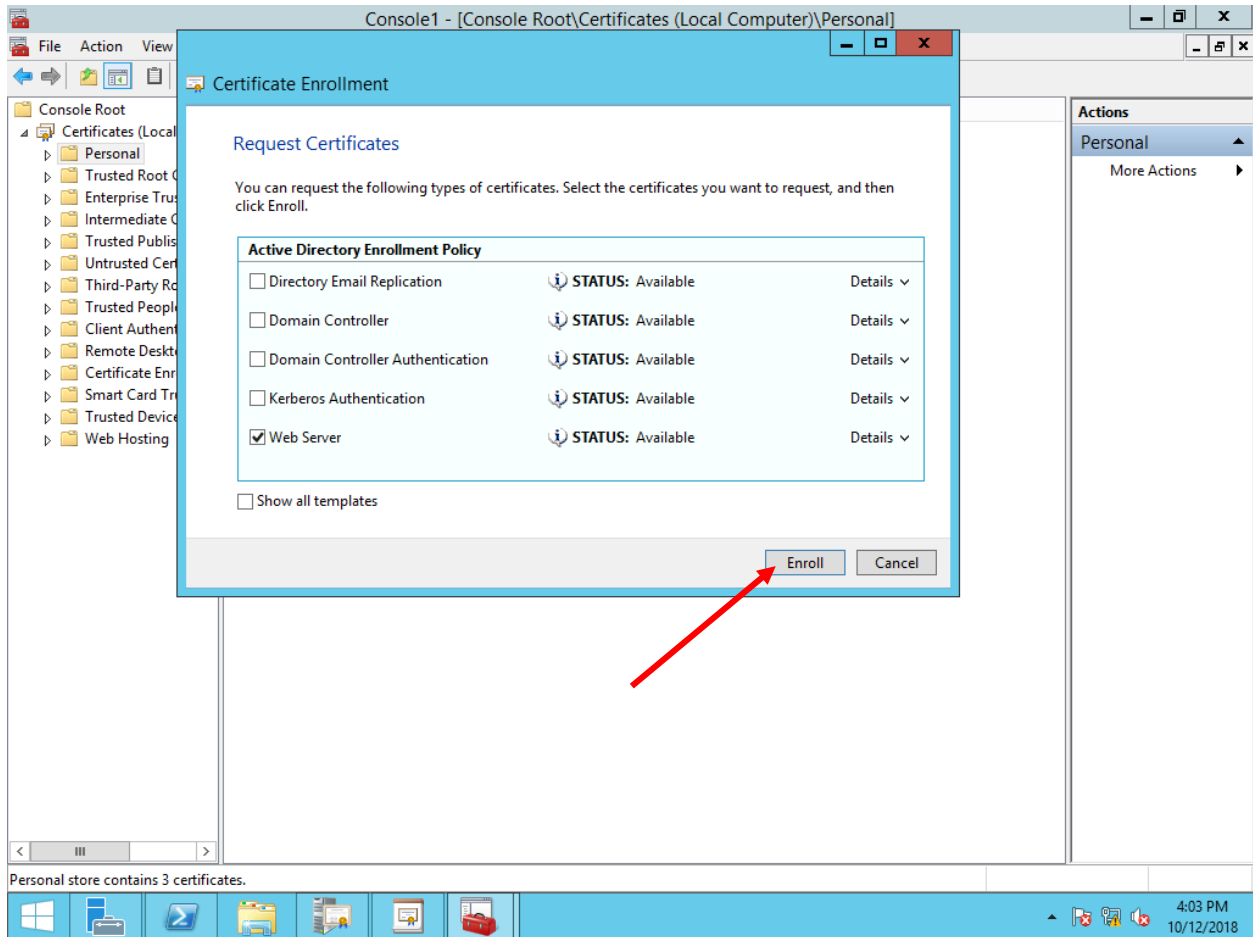 Console1 - [Console Root\Certificates (Local Computer)\Personal]
File Action View
Certificate Enrollment
Console Root
Certificates (Local
Personal
Trusted Root
Enterprise Trus
Intermediate C
Trusted Publis
Untrusted Cert
Third-Party Ro
Trusted People
Client Authent
Remote Deskt
Certificate Enr
Smart Card Tr
Trusted Device
Web Hosting
Request Certificates
You can request the following types of certificates. Select the certificates you want to request, and then
click Enroll.
Active Directory Enrollment Policy
Directory Email Replication STATUS: Available Details
Domain Controller STATUS: Available Details
Domain Controller Authentication STATUS: Available Details
Kerberos Authentication STATUS: Available Details
Web Server STATUS: Available Details
Show all templates
Enroll Cancel
Actions
Personal
More Actions
Personal store contains 3 certificates.
4:03 PM
10/12/2018